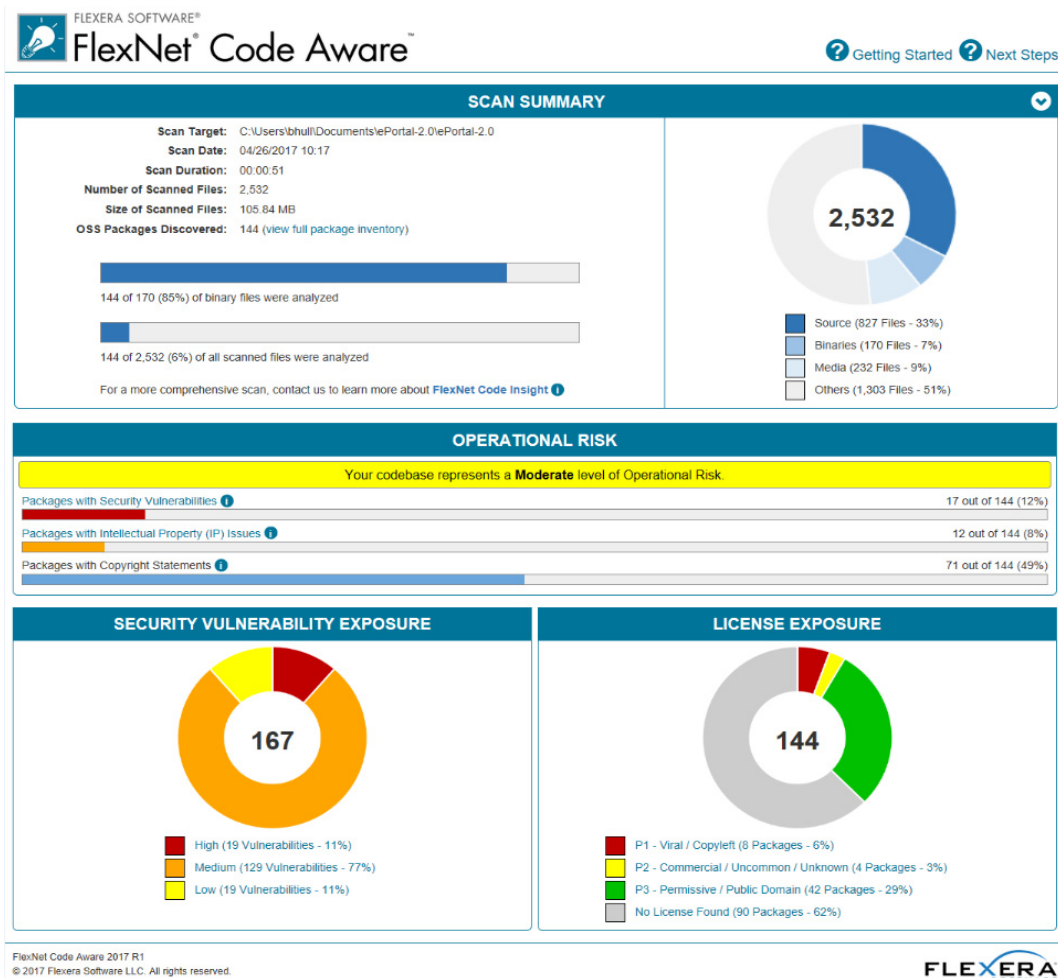 FLEXERA SOFTWARE®
FlexNet® Code Aware™
? Getting Started ? Next Steps
SCAN SUMMARY
Scan Target: C:\Users\bhull\Documents\ePortal-2.0\ePortal-2.0
Scan Date: 04/26/2017 10:17
Scan Duration: 00:00:51
Number of Scanned Files: 2,532
Size of Scanned Files: 105.84 MB
OSS Packages Discovered: 144 (view full package inventory)
144 of 170 (85%) of binary files were analyzed
144 of 2,532 (6%) of all scanned files were analyzed
For a more comprehensive scan, contact us to learn more about FlexNet Code Insight i
2,532
Source (827 Files - 33%)
Binaries (170 Files - 7%)
Media (232 Files - 9%)
Others (1,303 Files - 51%)
OPERATIONAL RISK
Your codebase represents a Moderate level of Operational Risk.
Packages with Security Vulnerabilities i 17 out of 144 (12%)
Packages with Intellectual Property (IP) Issues i 12 out of 144 (8%)
Packages with Copyright Statements i 71 out of 144 (49%)
SECURITY VULNERABILITY EXPOSURE
167
High (19 Vulnerabilities - 11%)
Medium (129 Vulnerabilities - 77%)
Low (19 Vulnerabilities - 11%)
LICENSE EXPOSURE
144
P1 - Viral / Copyleft (8 Packages - 6%)
P2 - Commercial / Uncommon / Unknown (4 Packages - 3%)
P3 - Permissive / Public Domain (42 Packages - 29%)
No License Found (90 Packages - 62%)
FlexNet Code Aware 2017 R1
© 2017 Flexera Software LLC. All rights reserved.
FLEXERA